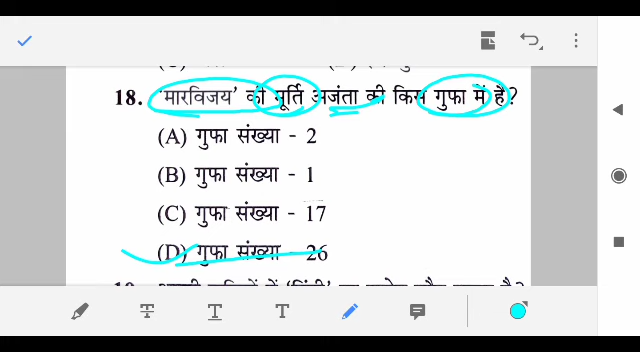 18. 'मारविजय' की मूर्ति अजंता की किस गुफा में है?
(A) गुफा संख्या - 2
(B) गुफा संख्या - 1
(C) गुफा संख्या - 17
(D) गुफा संख्या - 26